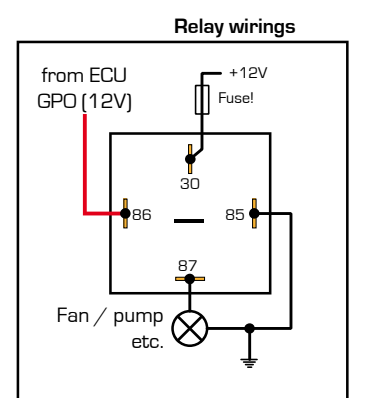 Relay wirings
from ECU
GPO (12V)
+12V
Fuse!
30
86
85
87
Fan / pump
etc.